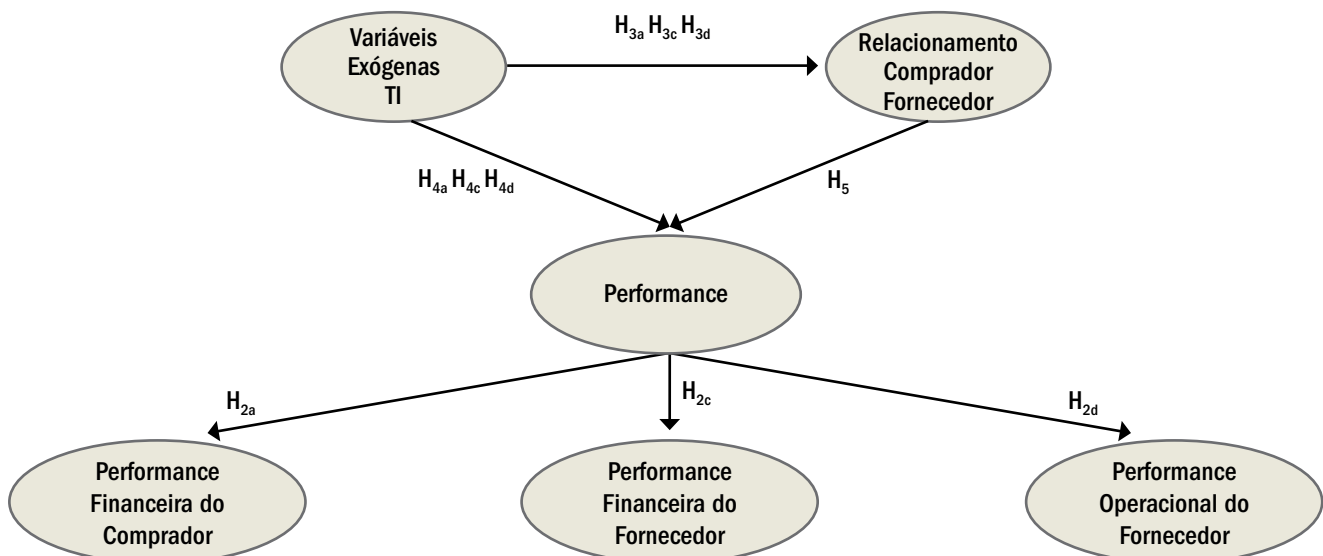 Variáveis
Exógenas
TI
H3a H3c H3d
Relacionamento
Comprador
Fornecedor
H4a H4c H4d
H5
Performance
H2a
H2c
H2d
Performance
Financeira do
Comprador
Performance
Financeira do
Fornecedor
Performance
Operacional do
Fornecedor